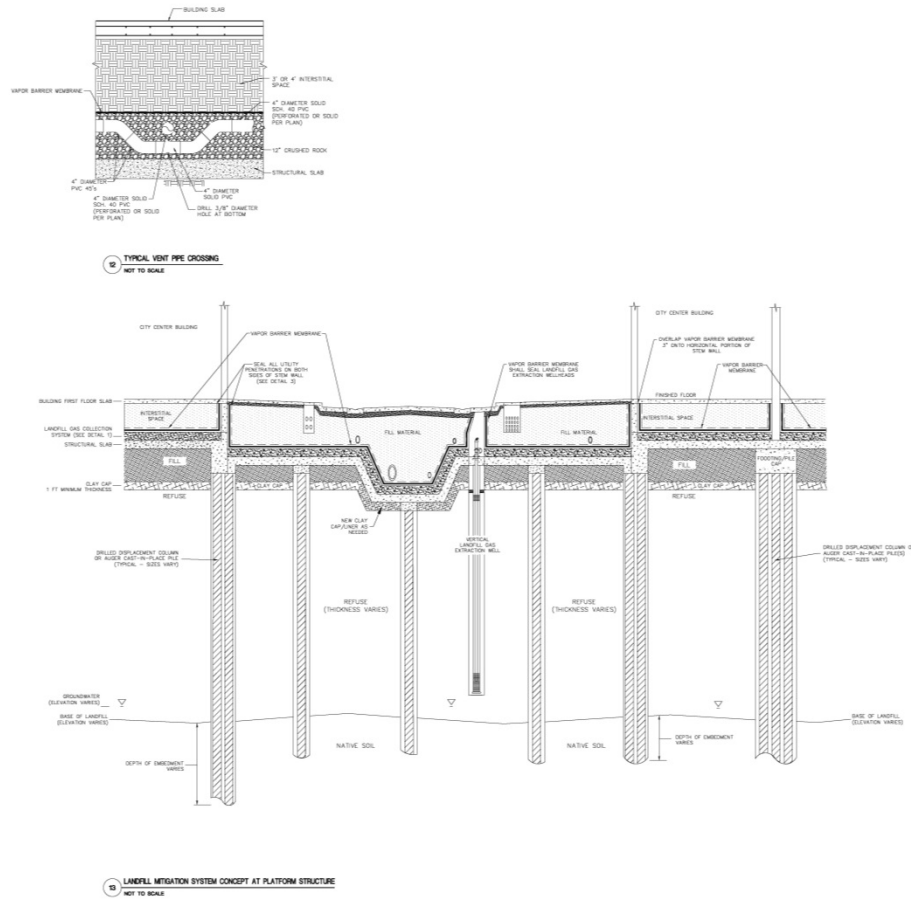 BUILDING SLAB
3' OR 4' INTERSTITIAL
SPACE
VAPOR BARRIER MEMBRANE
4" DIAMETER SOLID
SCH. 40 PVC
(PERFORATED OR SOLID
PER PLAN)
12" CRUSHED ROCK
STRUCTURAL SLAB
4" DIAMETER
PVC 45's
4" DIAMETER
SOLID PVC
4" DIAMETER SOLID
SCH. 40 PVC
(PERFORATED OR SOLID
PER PLAN)
DRILL 3/8" DIAMETER
HOLE AT BOTTOM
12 TYPICAL VENT PIPE CROSSING
NOT TO SCALE
CITY CENTER BUILDING
VAPOR BARRIER MEMBRANE
CITY CENTER BUILDING
SEAL ALL UTILITY
PENETRATIONS ON BOTH
SIDES OF STEM WALL
(SEE DETAIL 3)
VAPOR BARRIER MEMBRANE
SHALL SEAL LANDFILL GAS
EXTRACTION WELLHEADS
OVERLAP VAPOR BARRIER MEMBRANE
3" ONTO HORIZONTAL PORTION OF
STEM WALL
VAPOR BARRIER
MEMBRANE
BUILDING FIRST FLOOR SLAB
FINISHED FLOOR
INTERSTITIAL
SPACE
INTERSTITIAL SPACE
LANDFILL GAS COLLECTION
SYSTEM (SEE DETAIL 1)
FILL MATERIAL
FILL MATERIAL
STRUCTURAL SLAB
FILL
FILL
FOOTING/PILE
CAP
CLAY CAP
1 FT MINIMUM THICKNESS
CLAY CAP
CLAY CAP
REFUSE
REFUSE
NEW CLAY
CAP/LINER AS
NEEDED
VERTICAL
LANDFILL GAS
EXTRACTION WELL
DRILLED DISPLACEMENT COLUMN
OR AUGER CAST-IN-PLACE PILE
(TYPICAL - SIZES VARY)
DRILLED DISPLACEMENT COLUMN O
AUGER CAST-IN-PLACE PILE(S)
(TYPICAL - SIZES VARY)
REFUSE
(THICKNESS VARIES)
REFUSE
(THICKNESS VARIES)
GROUNDWATER
(ELEVATION VARIES)
BASE OF LANDFILL
(ELEVATION VARIES)
BASE OF LANDFILL
(ELEVATION VARIES)
NATIVE SOIL
NATIVE SOIL
DEPTH OF EMBEDMENT
VARIES
DEPTH OF EMBEDMENT
VARIES
13 LANDFILL MITIGATION SYSTEM CONCEPT AT PLATFORM STRUCTURE
NOT TO SCALE